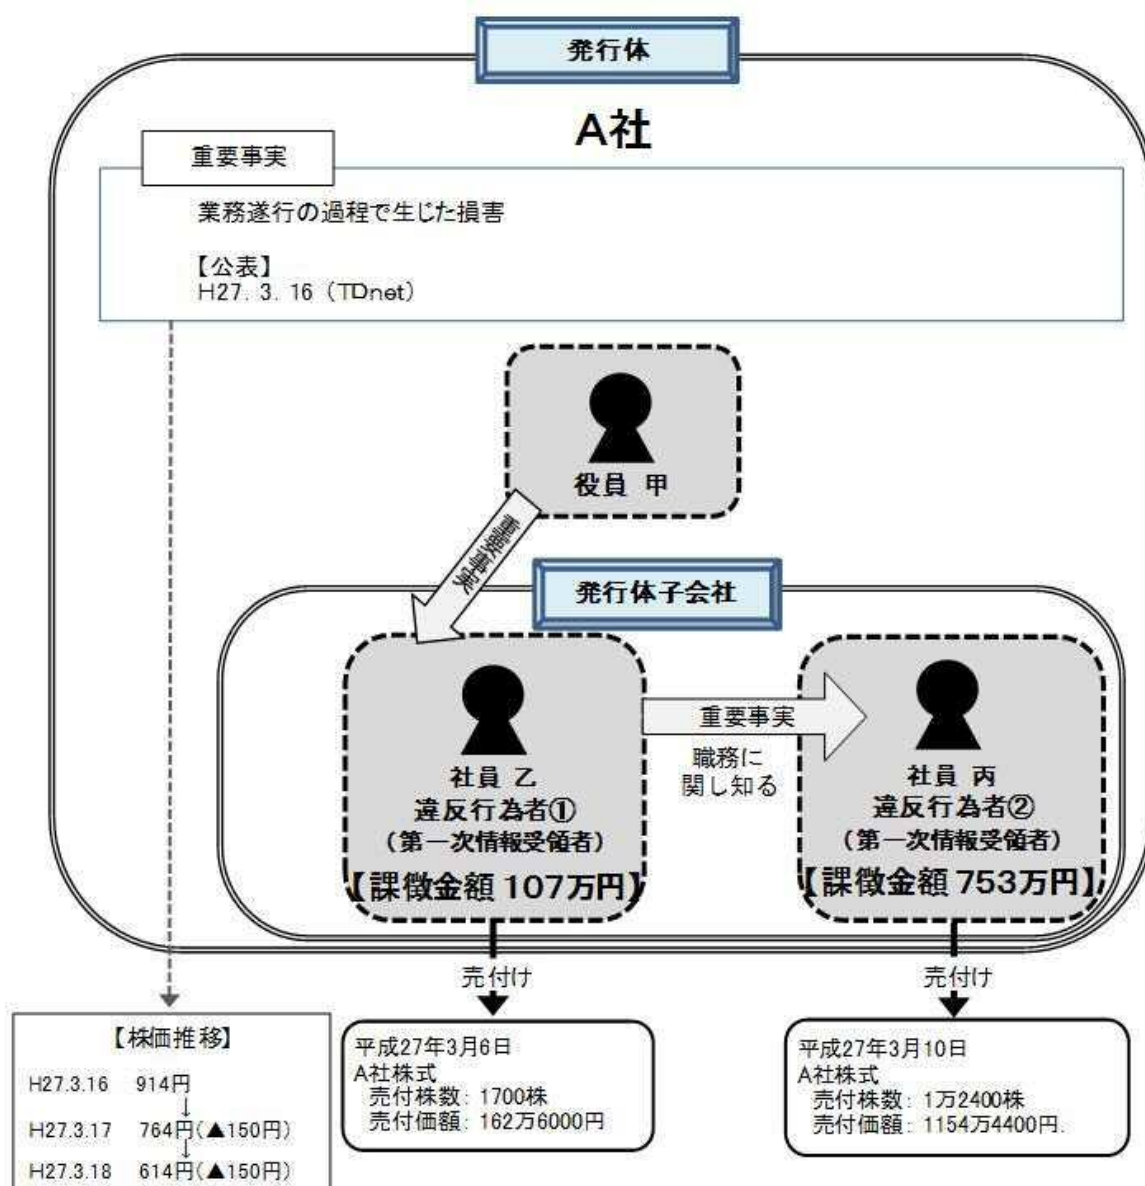 発行体
A社
重要事実
業務遂行の過程で生じた損害
【公表】
H27. 3. 16 (TDnet)
役員 甲
重要事実
発行体子会社
社員 乙
違反行為者①
(第一次情報受領者)
【課徴金額 107万円】
重要事実
職務に
関し知る
社員 丙
違反行為者②
(第一次情報受領者)
【課徴金額 753万円】
売付け
売付け
【株価推移】
H27.3.16 914円
↓
H27.3.17 764円(▲150円)
↓
H27.3.18 614円(▲150円)
平成27年3月6日
A社株式
売付株数: 1700株
売付価額: 162万6000円
平成27年3月10日
A社株式
売付株数: 1万2400株
売付価額: 1154万4400円.